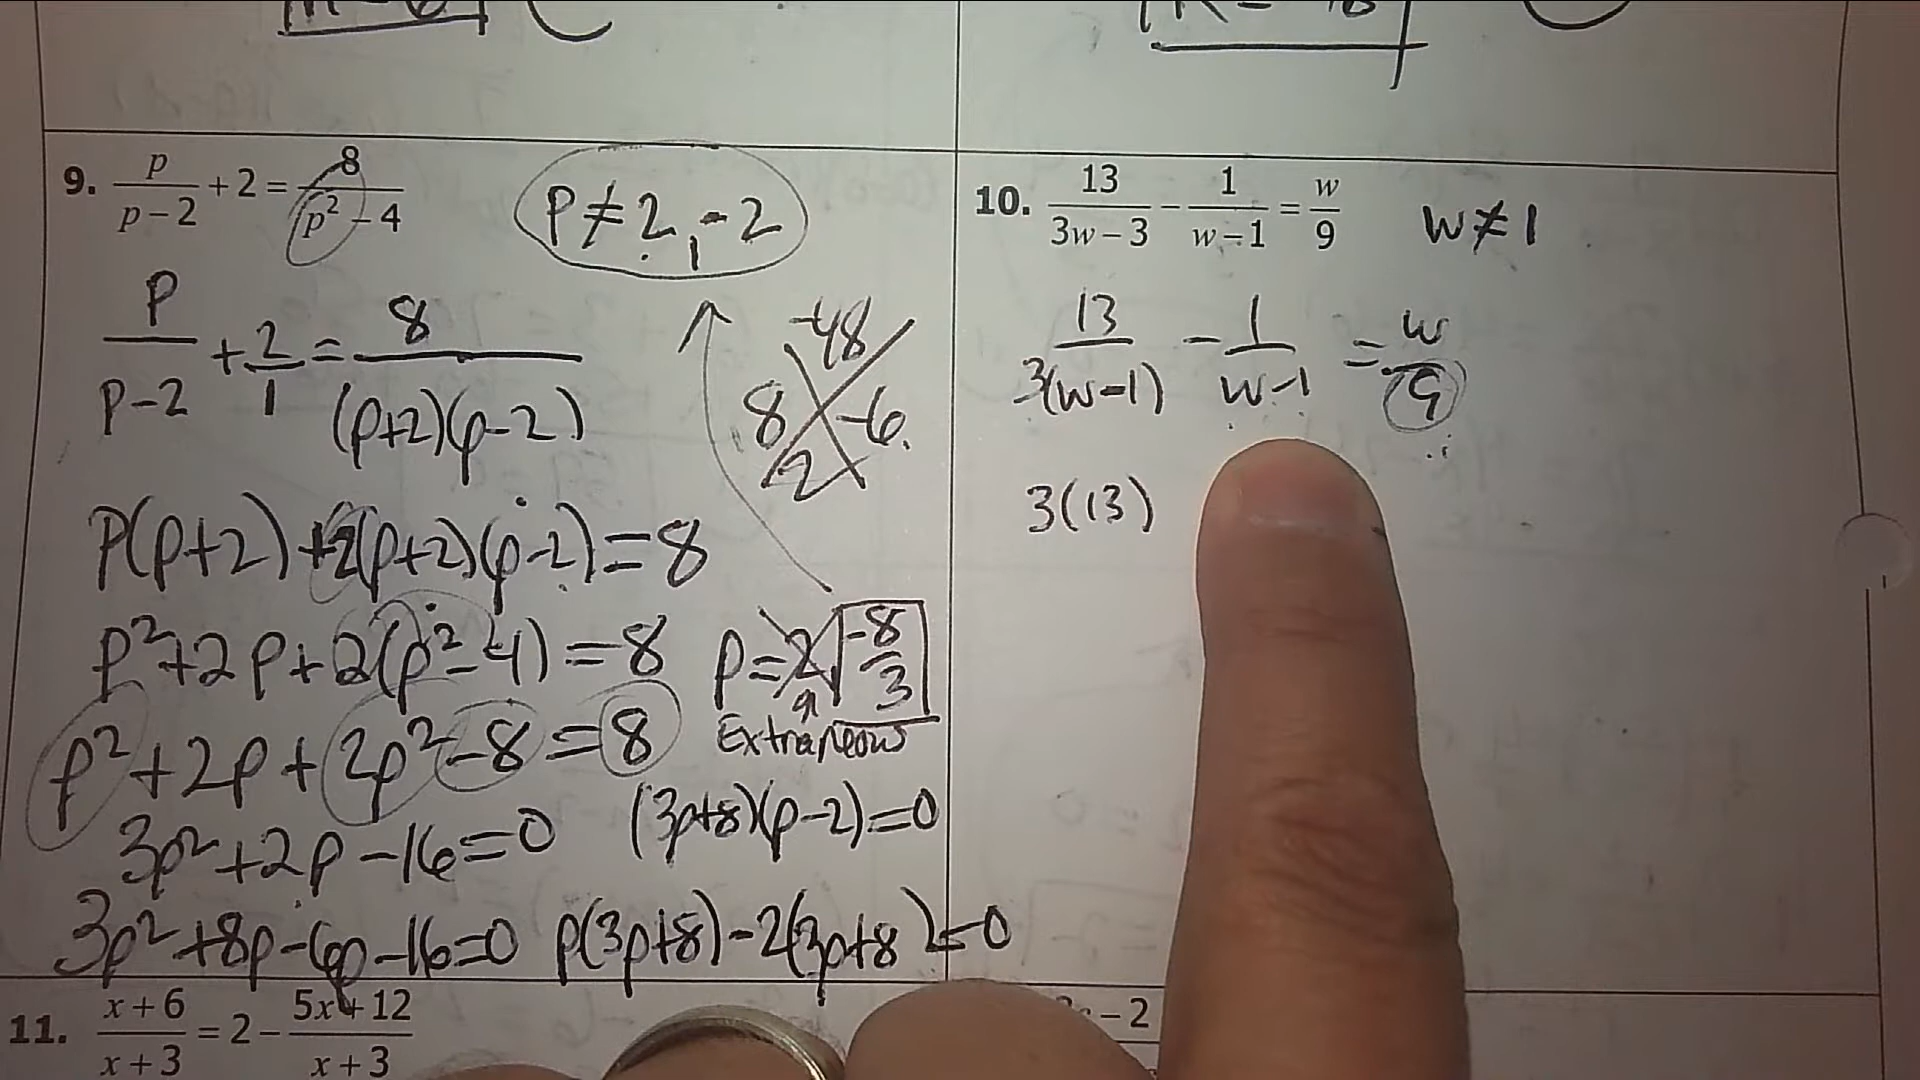 9. p/(p-2) + 2 = 8/(p²-4)
p ≠ 2, -2
p/(p-2) + 2/1 = 8/((p+2)(p-2))
-48
8 -6
2
p(p+2) + 2(p+2)(p-2) = 8
p² + 2p + 2(p²-4) = 8
p = 2, -8/3
Extraneous
p² + 2p + 2p² - 8 = 8
(3p+8)(p-2) = 0
3p² + 2p - 16 = 0
3p² + 8p - 6p - 16 = 0
p(3p+8) - 2(3p+8) = 0
10. 13/(3w-3) - 1/(w-1) = w/9
w ≠ 1
13/(3(w-1)) - 1/(w-1) = w/9
3(13)
11. (x+6)/(x+3) = 2 - (5x+12)/(x+3)
- 2